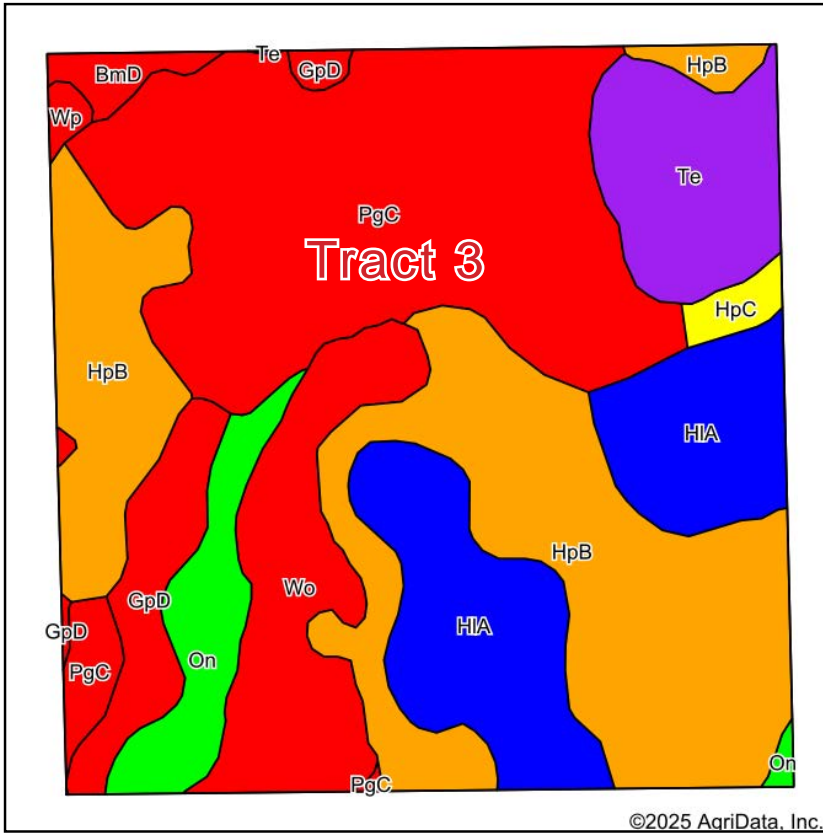 Te
BmD
GpD
HpB
Wp
Te
PgC
Tract 3
HpC
HpB
HIA
HpB
Wo
GpD
HIA
GpD
On
PgC
On
PgC
©2025 AgriData, Inc.